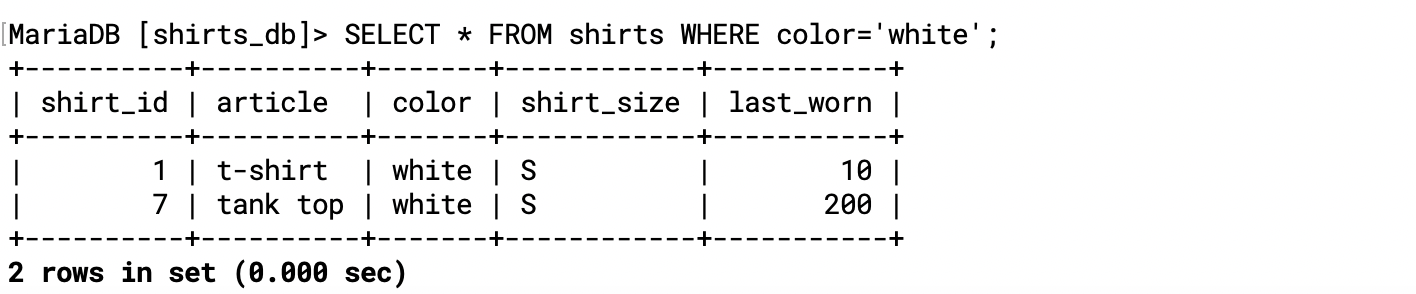 [MariaDB [shirts_db]> SELECT * FROM shirts WHERE color='white';
+----------+----------+-------+------------+-----------+
| shirt_id | article  | color | shirt_size | last_worn |
+----------+----------+-------+------------+-----------+
|        1 | t-shirt  | white | S          |        10 |
|        7 | tank top | white | S          |       200 |
+----------+----------+-------+------------+-----------+
2 rows in set (0.000 sec)